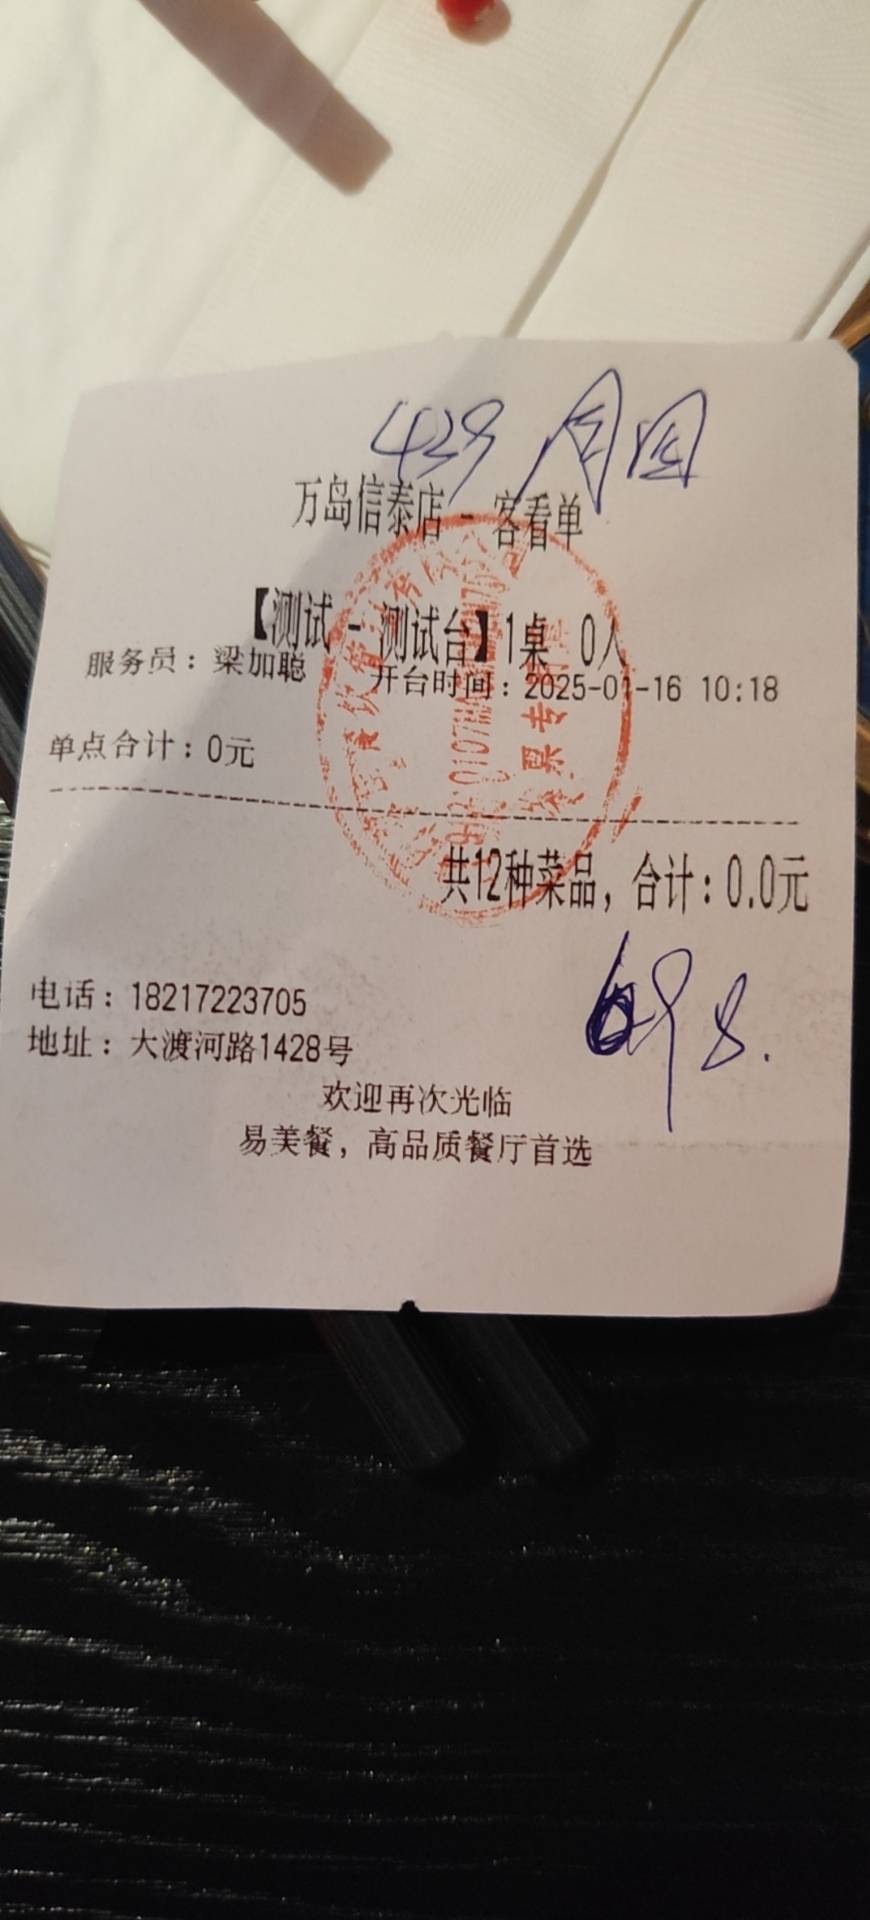 429
万岛信泰店 - 客看单
【测试 - 测试台】1桌 0人
服务员：梁加聪 开台时间：2025-01-16 10:18
单点合计：0元
共12种菜品，合计：0.0元
电话：18217223705
地址：大渡河路1428号
欢迎再次光临
易美餐，高品质餐厅首选